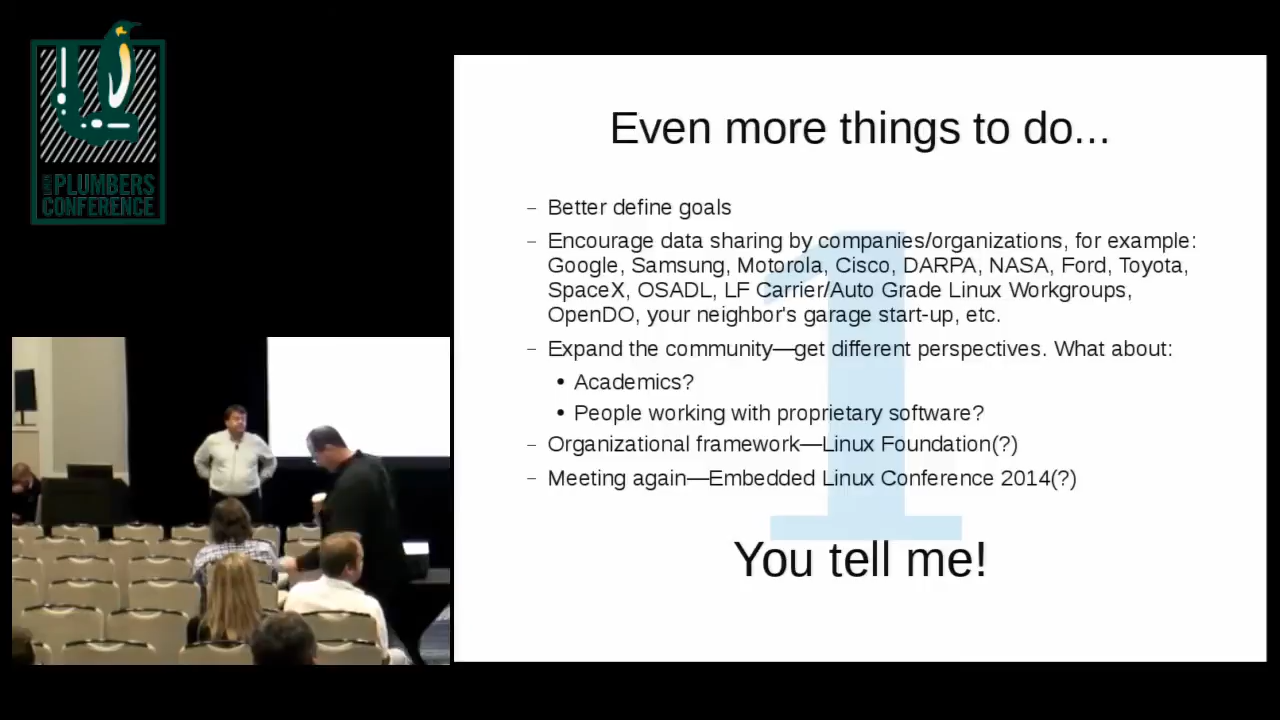 LINUX
PLUMBERS
CONFERENCE
Even more things to do...
– Better define goals
– Encourage data sharing by companies/organizations, for example:
Google, Samsung, Motorola, Cisco, DARPA, NASA, Ford, Toyota,
SpaceX, OSADL, LF Carrier/Auto Grade Linux Workgroups,
OpenDO, your neighbor's garage start-up, etc.
– Expand the community—get different perspectives. What about:
• Academics?
• People working with proprietary software?
– Organizational framework—Linux Foundation(?)
– Meeting again—Embedded Linux Conference 2014(?)
1
You tell me!